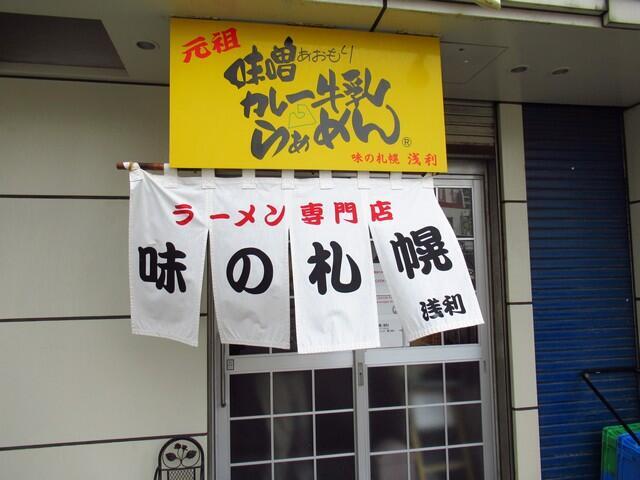 元祖
味噌あおもり
カレー牛乳
らぁめん®
味の札幌 浅利
ラーメン専門店
味の札幌
浅利